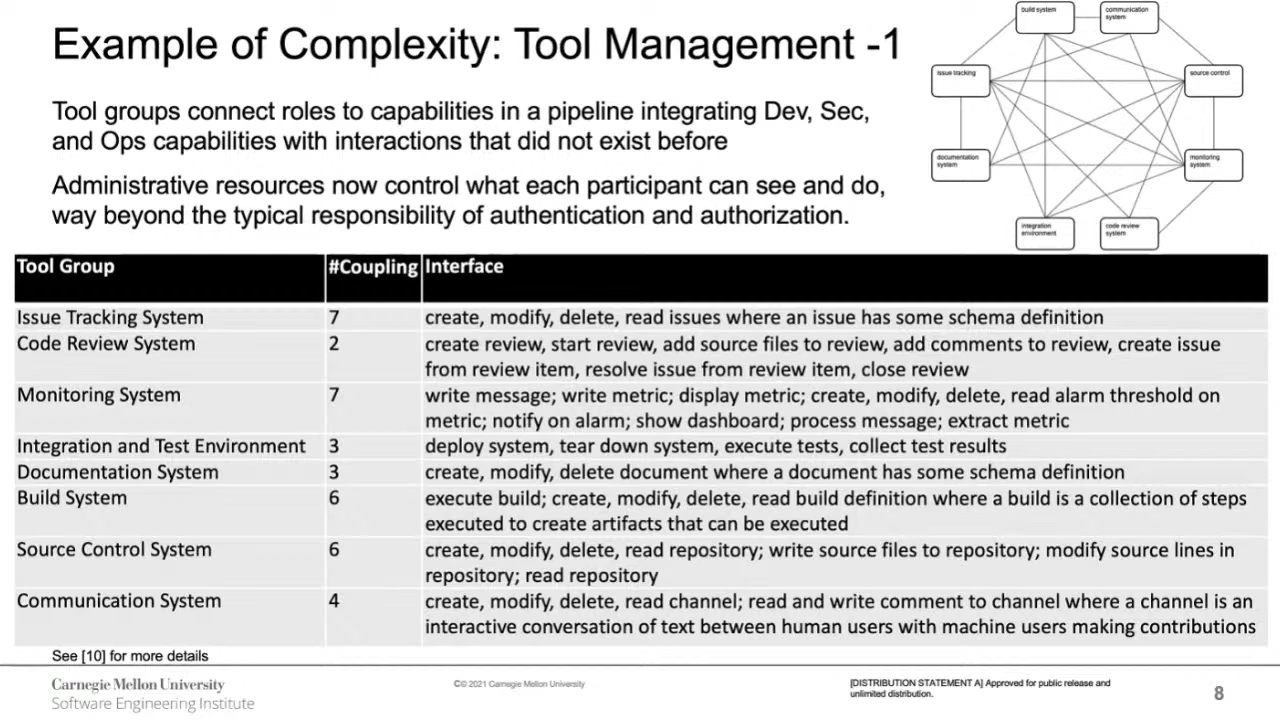 Example of Complexity: Tool Management -1
build system
communication
system
issue tracking
source control
documentation
system
monitoring
system
integration
environment
code review
system
Tool groups connect roles to capabilities in a pipeline integrating Dev, Sec,
and Ops capabilities with interactions that did not exist before
Administrative resources now control what each participant can see and do,
way beyond the typical responsibility of authentication and authorization.
Tool Group #Coupling Interface
Issue Tracking System 7 create, modify, delete, read issues where an issue has some schema definition
Code Review System 2 create review, start review, add source files to review, add comments to review, create issue
from review item, resolve issue from review item, close review
Monitoring System 7 write message; write metric; display metric; create, modify, delete, read alarm threshold on
metric; notify on alarm; show dashboard; process message; extract metric
Integration and Test Environment 3 deploy system, tear down system, execute tests, collect test results
Documentation System 3 create, modify, delete document where a document has some schema definition
Build System 6 execute build; create, modify, delete, read build definition where a build is a collection of steps
executed to create artifacts that can be executed
Source Control System 6 create, modify, delete, read repository; write source files to repository; modify source lines in
repository; read repository
Communication System 4 create, modify, delete, read channel; read and write comment to channel where a channel is an
interactive conversation of text between human users with machine users making contributions
See [10] for more details
Carnegie Mellon University
Software Engineering Institute
©© 2021 Carnegie Mellon University
[DISTRIBUTION STATEMENT A] Approved for public release and
unlimited distribution.
8